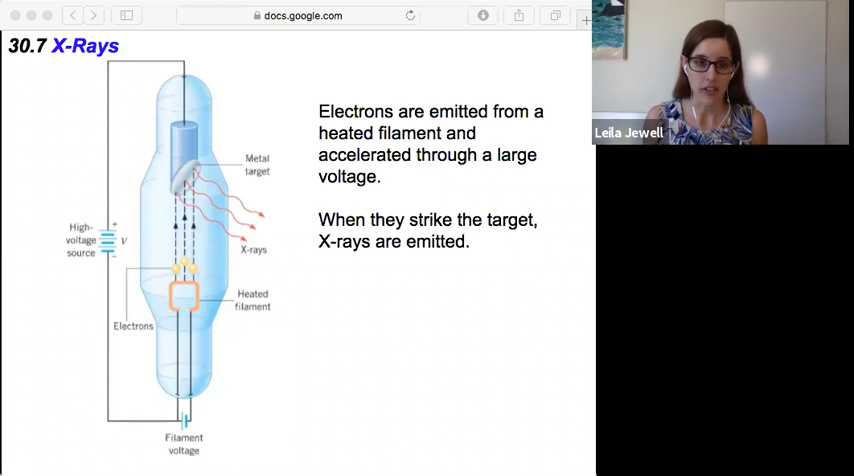 docs.google.com
30.7 X-Rays
Electrons are emitted from a
heated filament and
accelerated through a large
voltage.
When they strike the target,
X-rays are emitted.
Metal
target
High-
voltage
source
+
V
-
X-rays
Heated
filament
Electrons
Filament
voltage
Leila Jewell